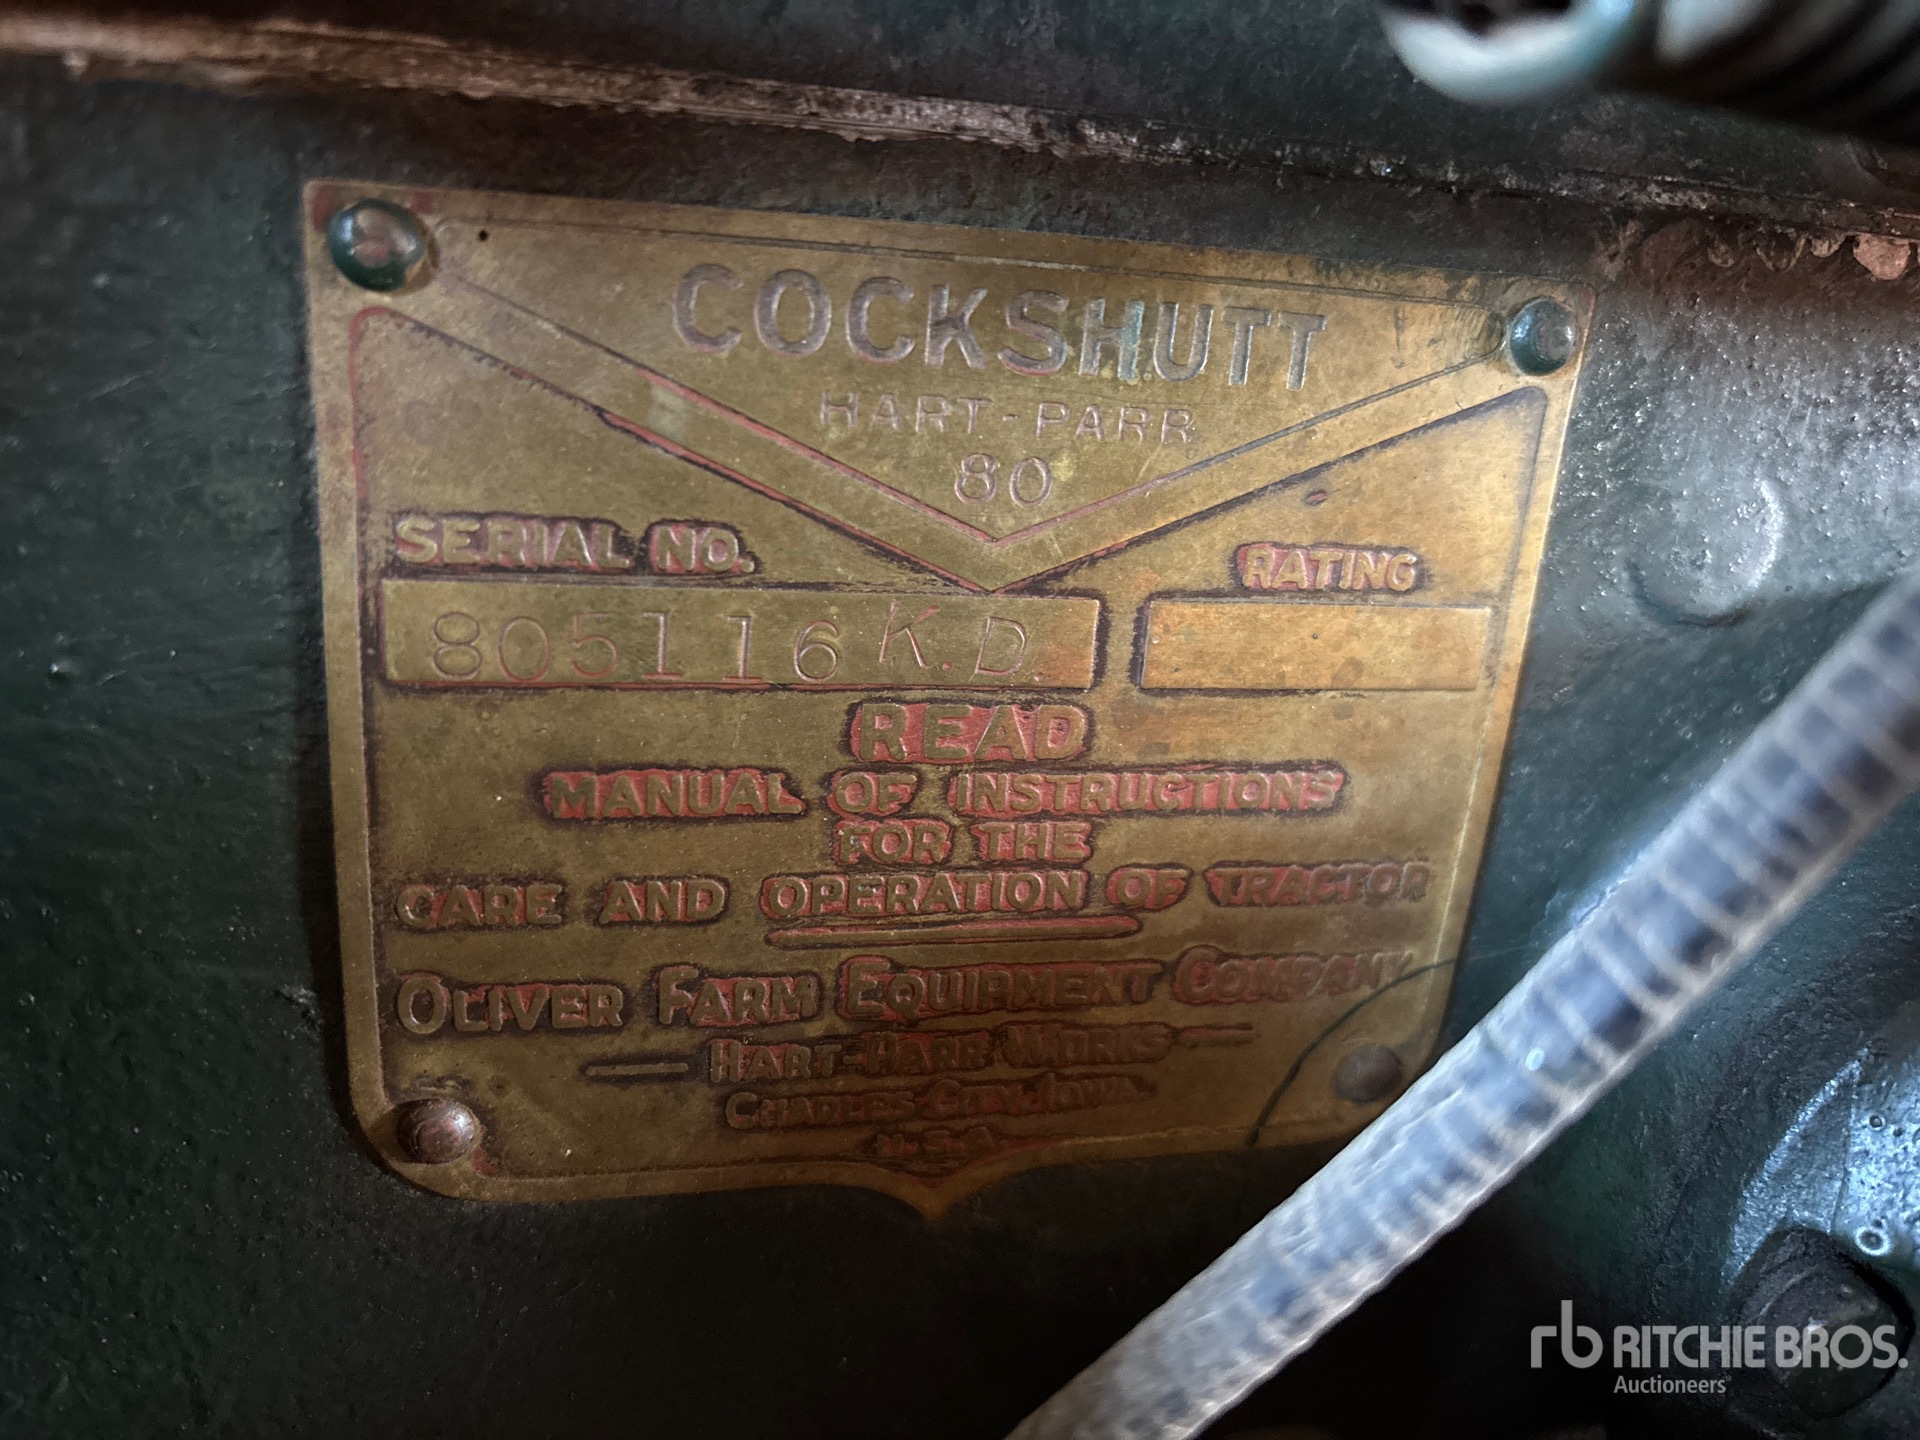 COCKSHUTT
HART-PARR
80
SERIAL NO.
RATING
805116 K.D.
READ
MANUAL OF INSTRUCTIONS
FOR THE
CARE AND OPERATION OF TRACTOR
OLIVER FARM EQUIPMENT COMPANY
HART-PARR WORKS
CHARLES CITY, IOWA.
U.S.A.
rb RITCHIE BROS.
Auctioneers